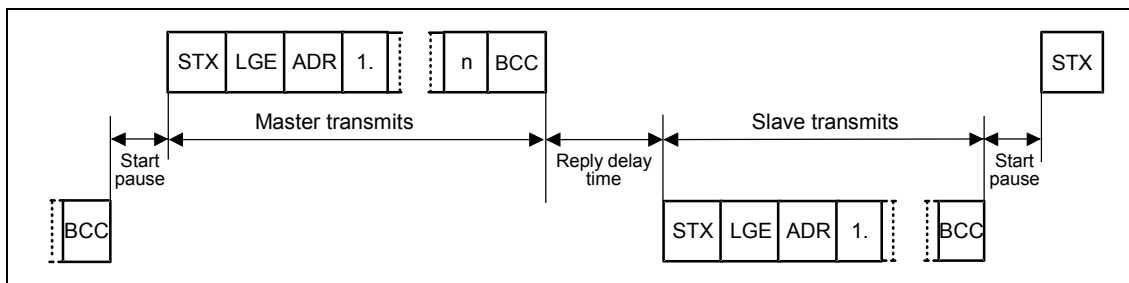 STX LGE ADR 1. n BCC STX
Master transmits Slave transmits
Start
pause
Reply delay
time
Start
pause
BCC STX LGE ADR 1. BCC